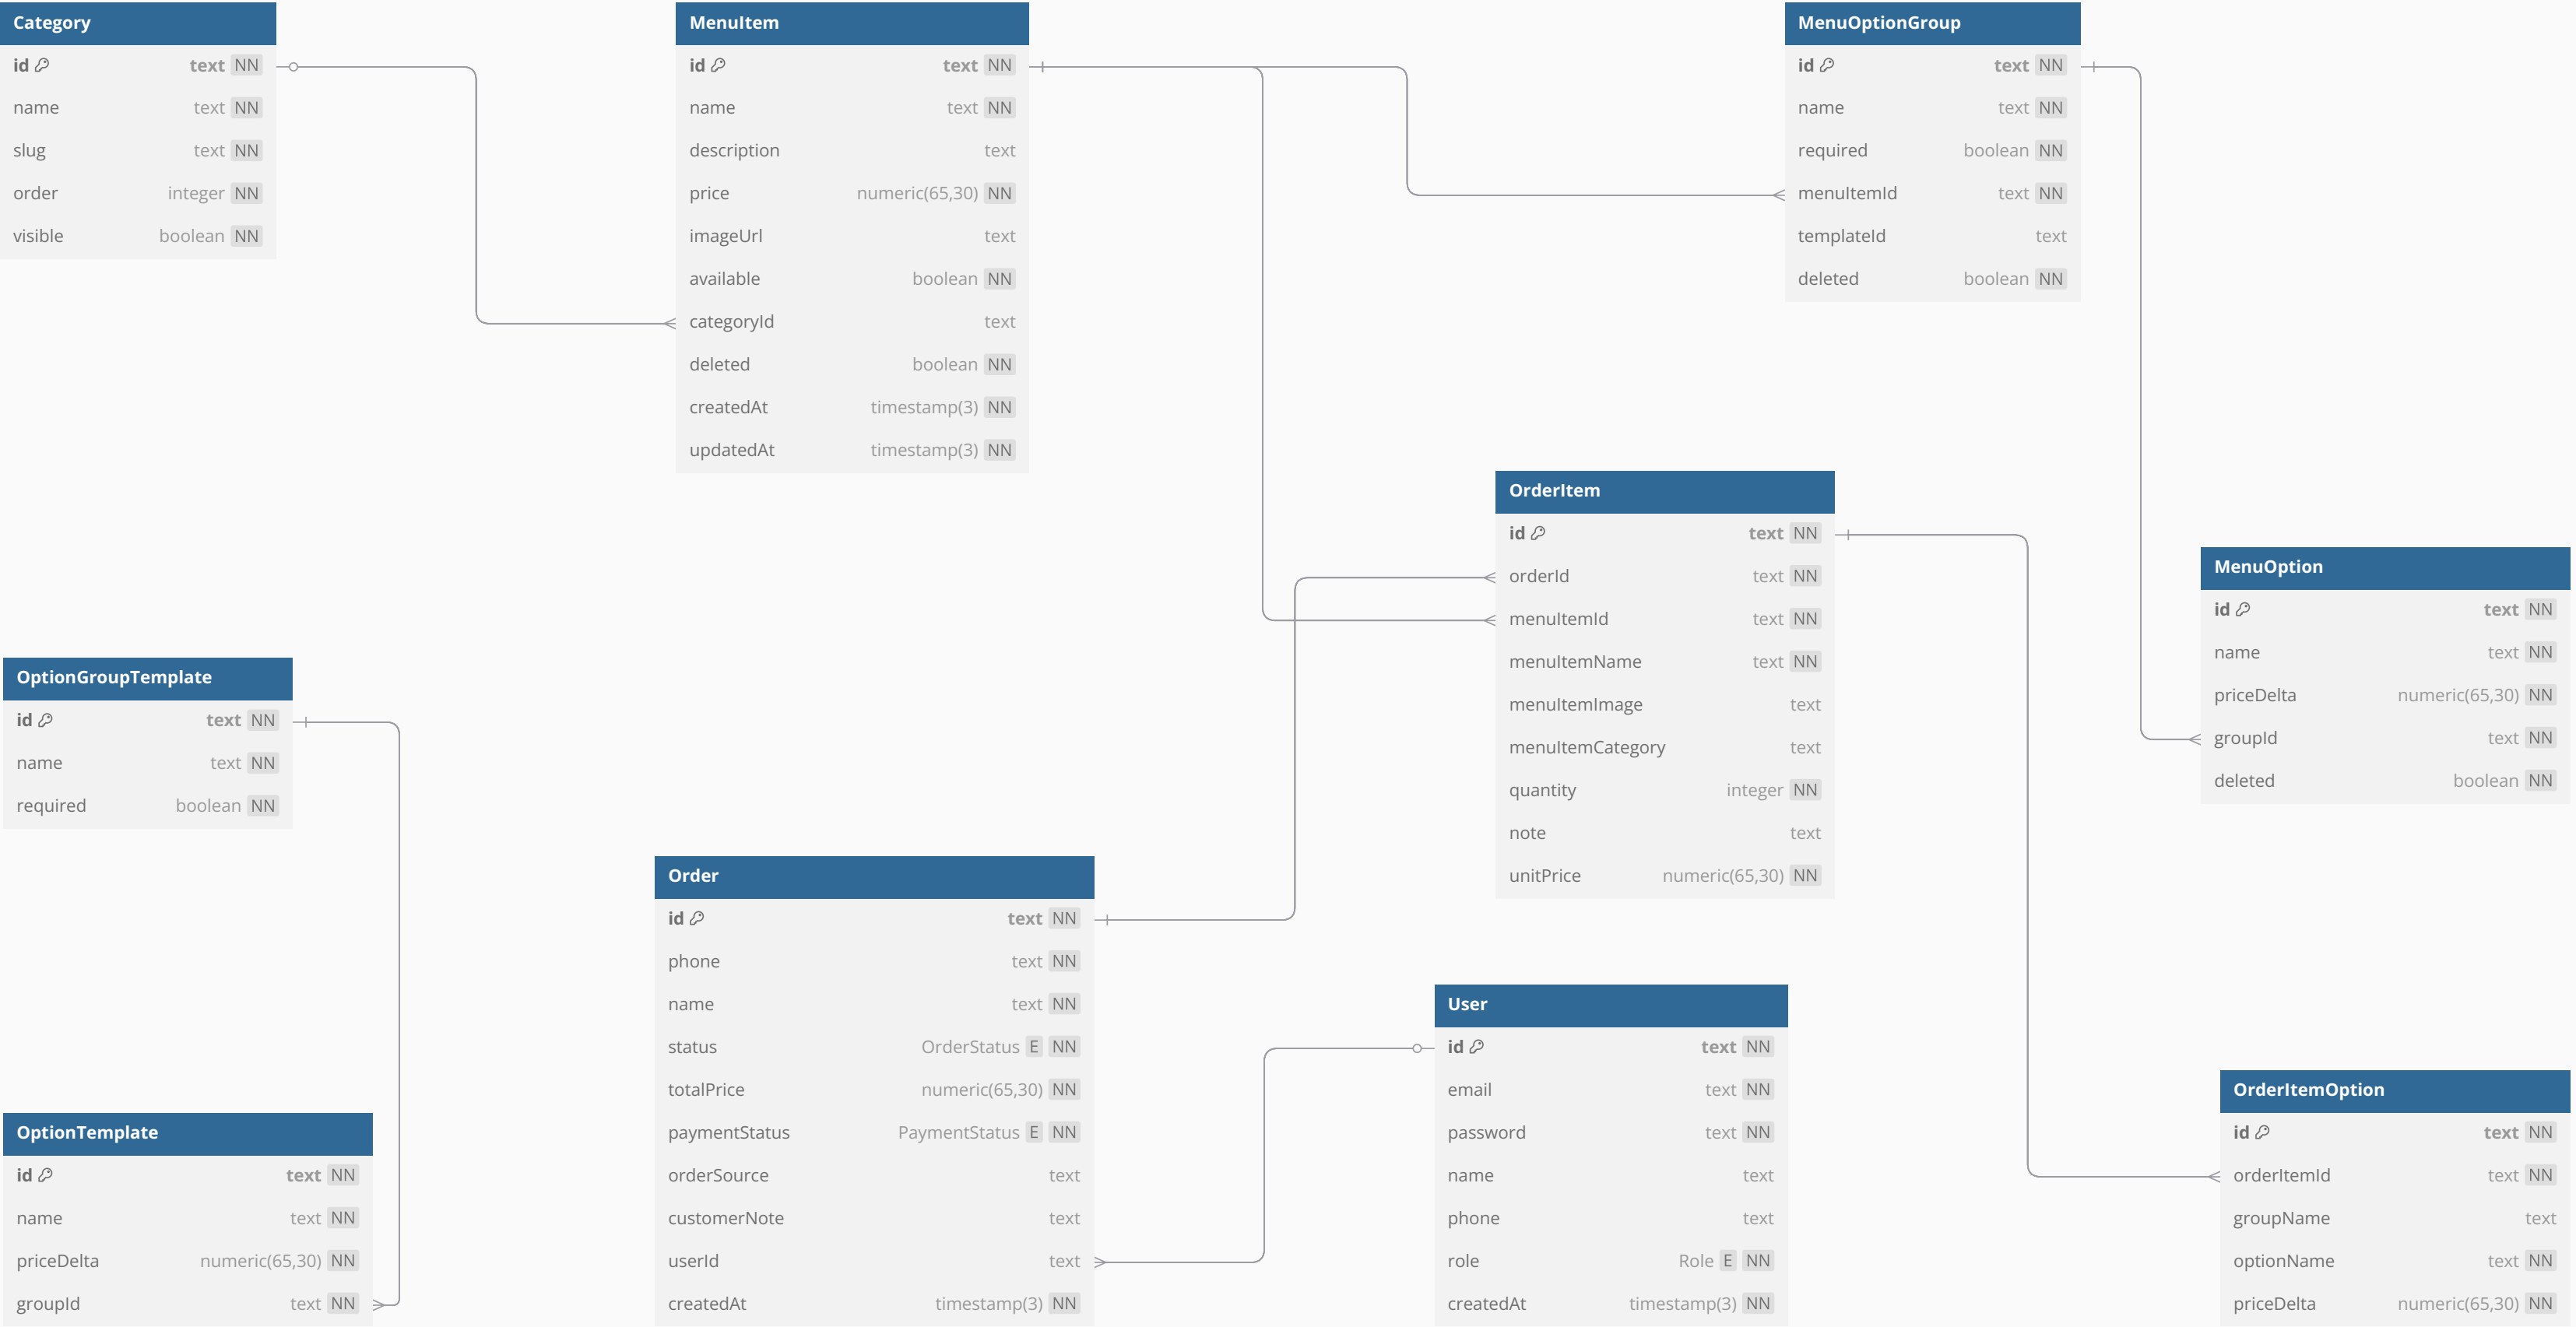 Category
id text NN
name text NN
slug text NN
order integer NN
visible boolean NN
MenuItem
id text NN
name text NN
description text
price numeric(65,30) NN
imageUrl text
available boolean NN
categoryId text
deleted boolean NN
createdAt timestamp(3) NN
updatedAt timestamp(3) NN
MenuOptionGroup
id text NN
name text NN
required boolean NN
menuItemId text NN
templateId text
deleted boolean NN
OrderItem
id text NN
orderId text NN
menuItemId text NN
menuItemName text NN
menuItemImage text
menuItemCategory text
quantity integer NN
note text
unitPrice numeric(65,30) NN
MenuOption
id text NN
name text NN
priceDelta numeric(65,30) NN
groupId text NN
deleted boolean NN
OptionGroupTemplate
id text NN
name text NN
required boolean NN
Order
id text NN
phone text NN
name text NN
status OrderStatus E NN
totalPrice numeric(65,30) NN
paymentStatus PaymentStatus E NN
orderSource text
customerNote text
userId text
createdAt timestamp(3) NN
User
id text NN
email text NN
password text NN
name text
phone text
role Role E NN
createdAt timestamp(3) NN
OptionTemplate
id text NN
name text NN
priceDelta numeric(65,30) NN
groupId text NN
OrderItemOption
id text NN
orderItemId text NN
groupName text
optionName text NN
priceDelta numeric(65,30) NN